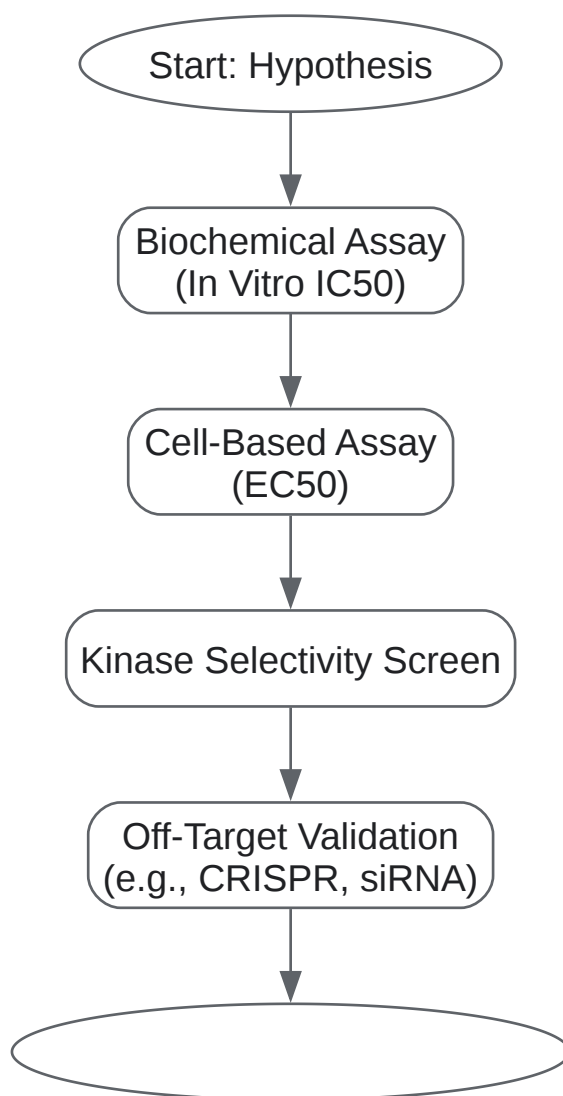 Start: Hypothesis
Biochemical Assay
(In Vitro IC50)
Cell-Based Assay
(EC50)
Kinase Selectivity Screen
Off-Target Validation
(e.g., CRISPR, siRNA)